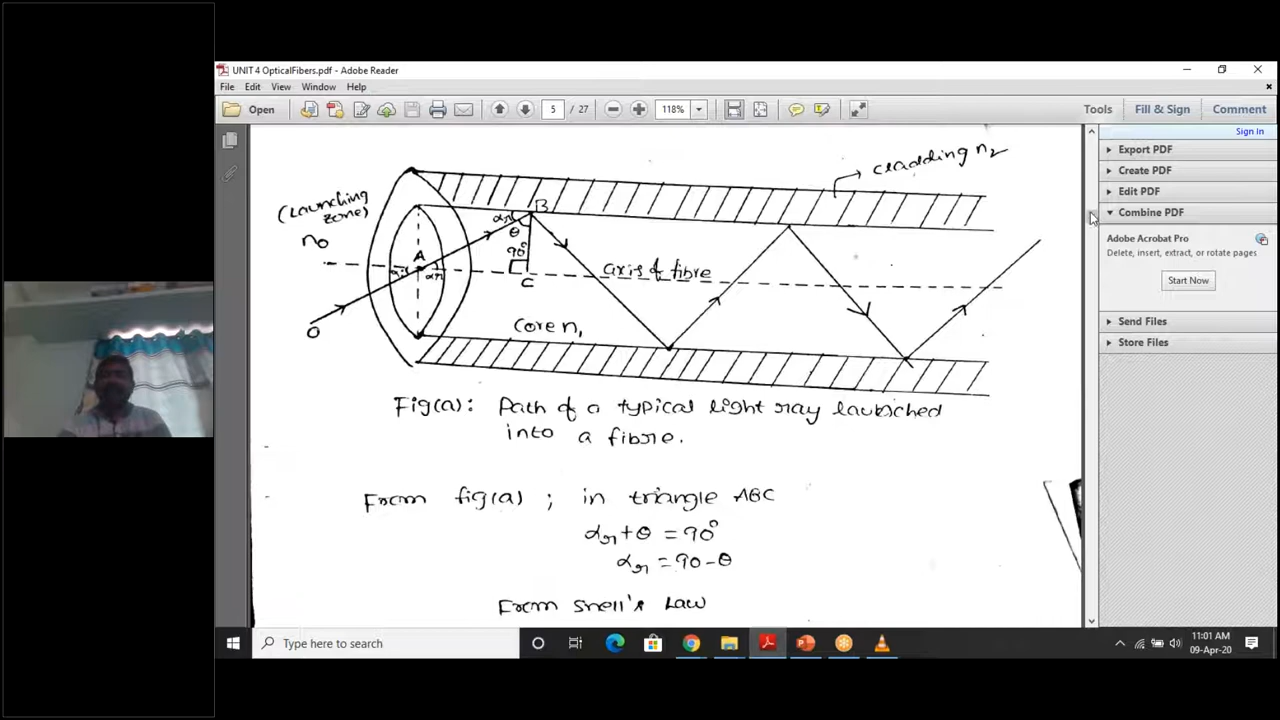 UNIT 4 OpticalFibers.pdf - Adobe Reader
File Edit View Window Help
Open 5 / 27 118% Tools Fill & Sign Comment
Sign In
Export PDF
Create PDF
Edit PDF
Combine PDF
Adobe Acrobat Pro
Delete, insert, extract, or rotate pages
Start Now
Send Files
Store Files
cladding n2
(Launching
zone)
n0
B
αr
θ
90°
A
αi
αr
C
axis of fibre
O
Core n1
Fig(a): Path of a typical light ray launched
into a fibre.
From fig(a) ; in triangle ABC
αr + θ = 90°
αr = 90 - θ
From Snell's Law
Type here to search
11:01 AM
09-Apr-20